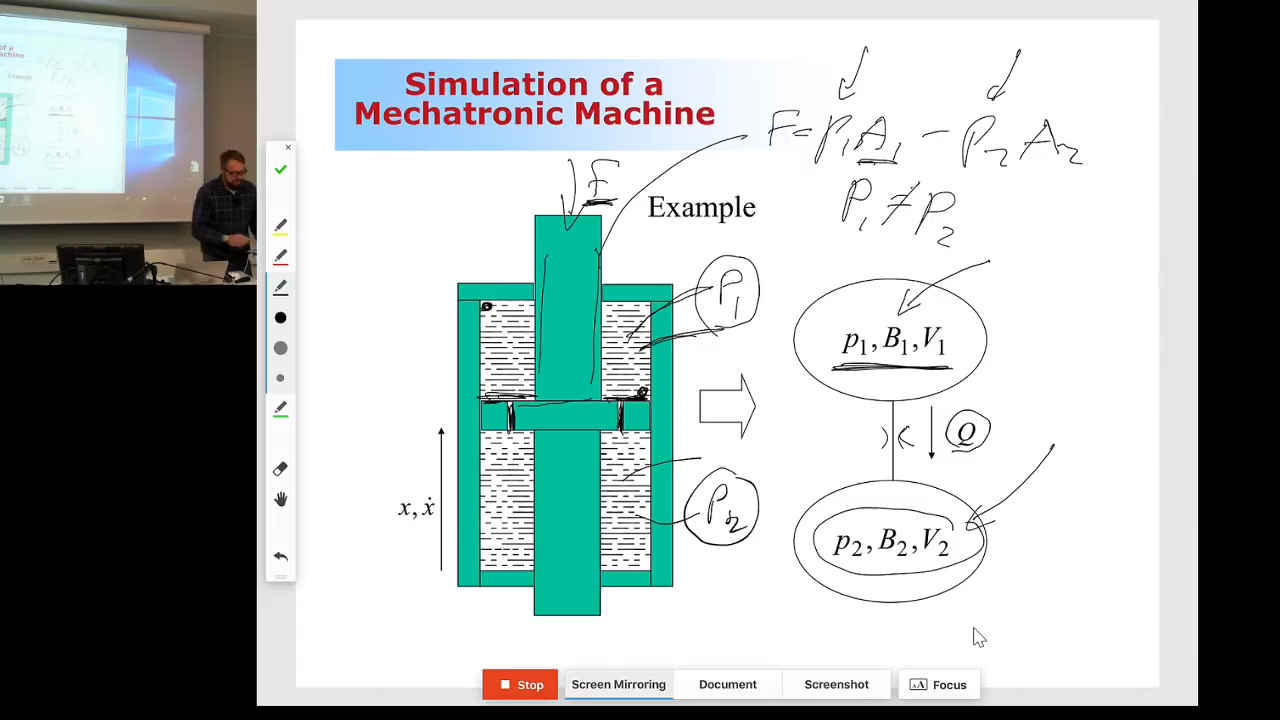 Simulation of a
Mechatronic Machine
F = P₁A₁ − P₂A₂
P₁ ≠ P₂
F
Example
P₁
p₁, B₁, V₁
Q
x, ẋ
P₂
p₂, B₂, V₂
Stop
Screen Mirroring
Document
Screenshot
Focus